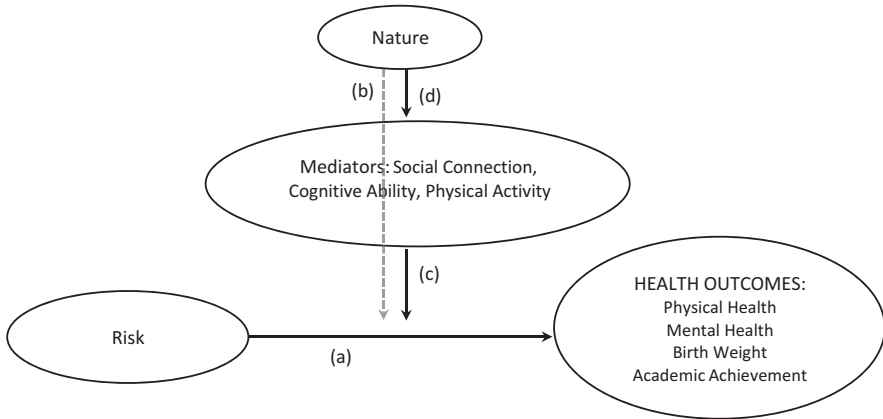 Nature
(b)
(d)
Mediators: Social Connection,
Cognitive Ability, Physical Activity
(c)
HEALTH OUTCOMES:
Physical Health
Mental Health
Birth Weight
Academic Achievement
Risk
(a)